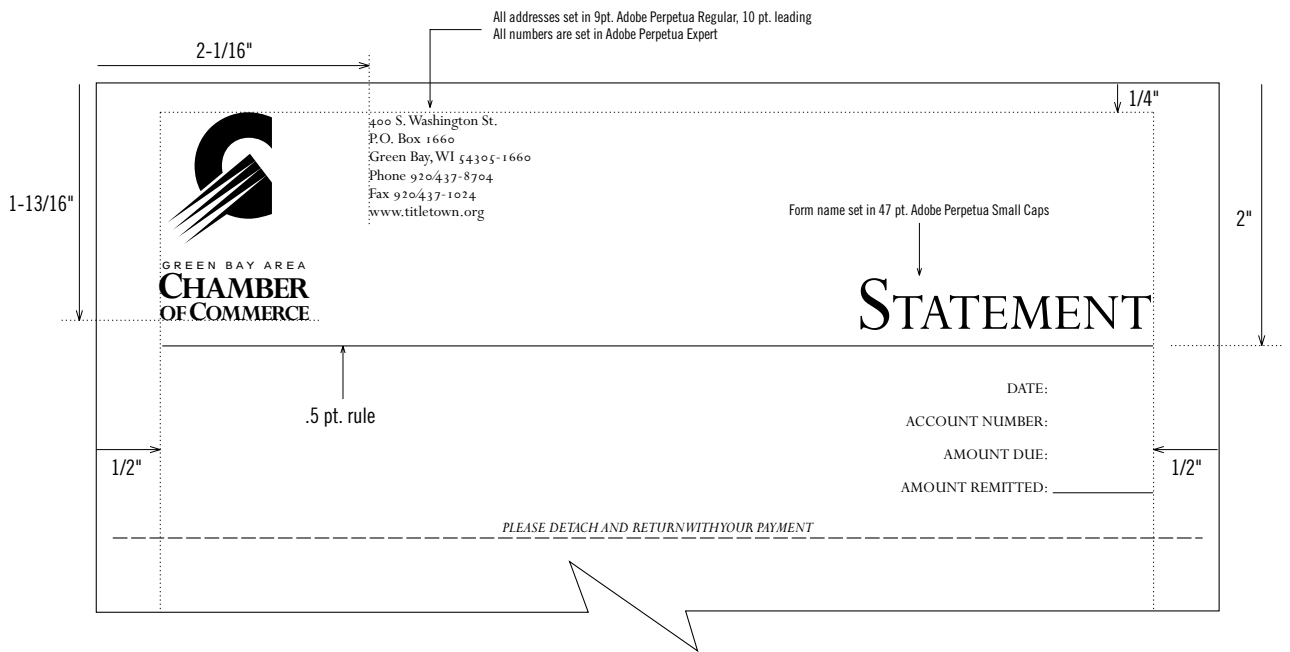 All addresses set in 9pt. Adobe Perpetua Regular, 10 pt. leading
All numbers are set in Adobe Perpetua Expert
2-1/16"
1/4"
400 S. Washington St.
P.O. Box 1660
Green Bay, WI 54305-1660
Phone 920/437-8704
Fax 920/437-1024
www.titletown.org
1-13/16"
Form name set in 47 pt. Adobe Perpetua Small Caps
2"
GREEN BAY AREA
CHAMBER
OF COMMERCE
STATEMENT
.5 pt. rule
DATE:
ACCOUNT NUMBER:
AMOUNT DUE:
AMOUNT REMITTED:
1/2"
1/2"
PLEASE DETACH AND RETURN WITH YOUR PAYMENT